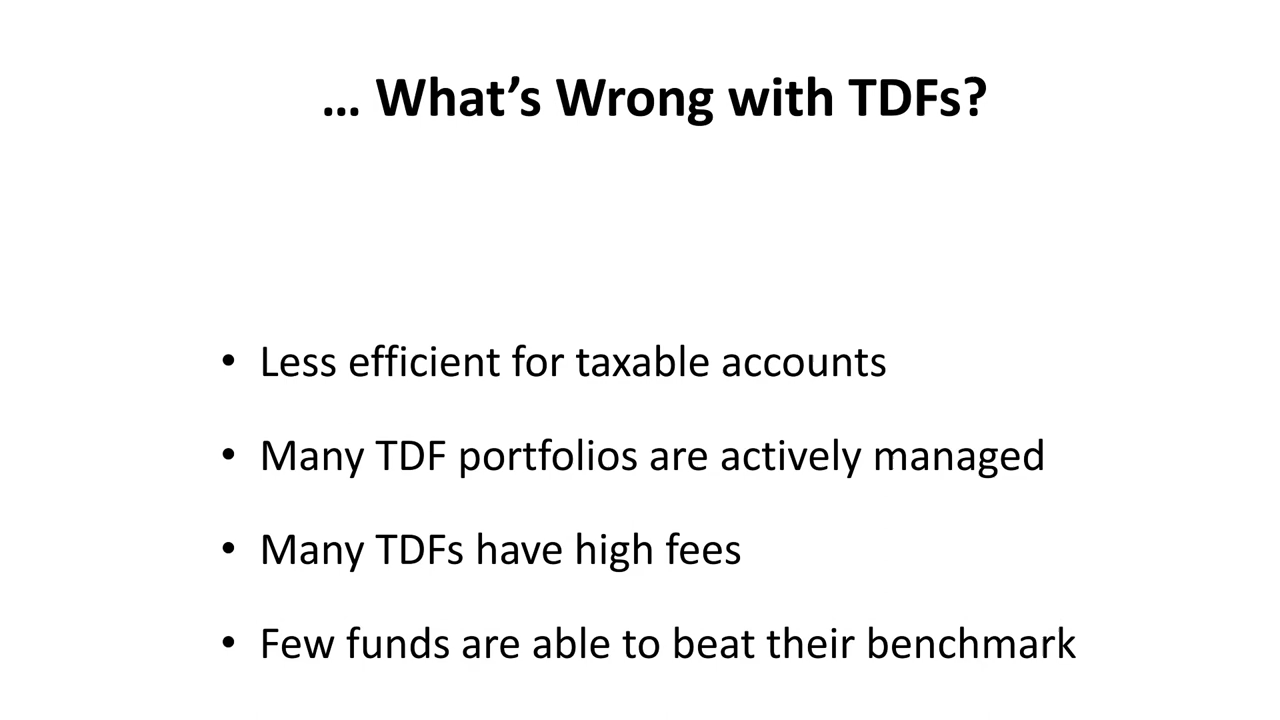 … What’s Wrong with TDFs?
• Less efficient for taxable accounts
• Many TDF portfolios are actively managed
• Many TDFs have high fees
• Few funds are able to beat their benchmark